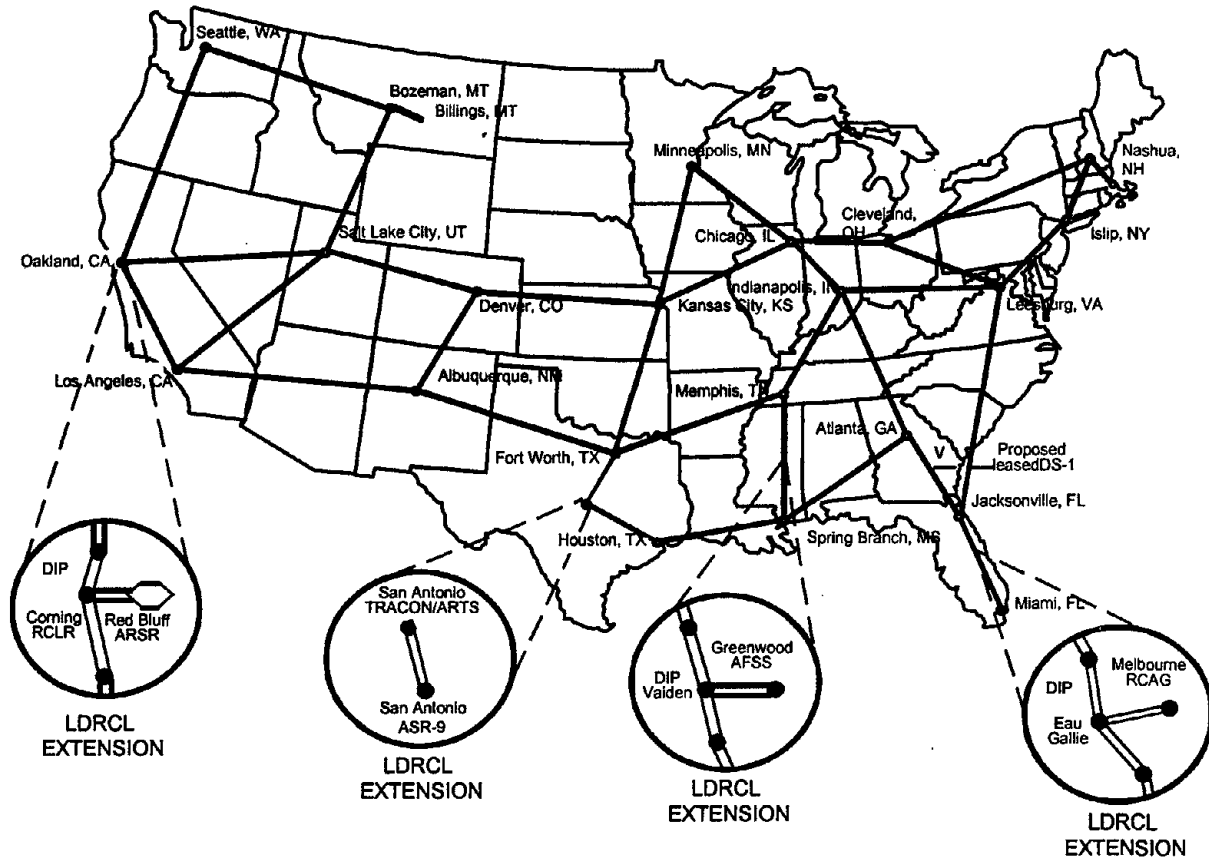 Seattle, WA
Bozeman, MT
Billings, MT
Minneapolis, MN
Nashua,
NH
Cleveland,
OH
Chicago, IL
Islip, NY
Salt Lake City, UT
Oakland, CA
Indianapolis, IN
Denver, CO
Kansas City, KS
Leesburg, VA
Los Angeles, CA
Albuquerque, NM
Memphis, TN
Atlanta, GA
V
Proposed
leasedDS-1
Fort Worth, TX
Jacksonville, FL
Houston, TX
Spring Branch, MS
Miami, FL
DIP
Corning
RCLR
Red Bluff
ARSR
LDRCL
EXTENSION
San Antonio
TRACON/ARTS
San Antonio
ASR-9
LDRCL
EXTENSION
Greenwood
AFSS
DIP
Vaiden
LDRCL
EXTENSION
Melbourne
RCAG
DIP
Eau
Gallie
LDRCL
EXTENSION